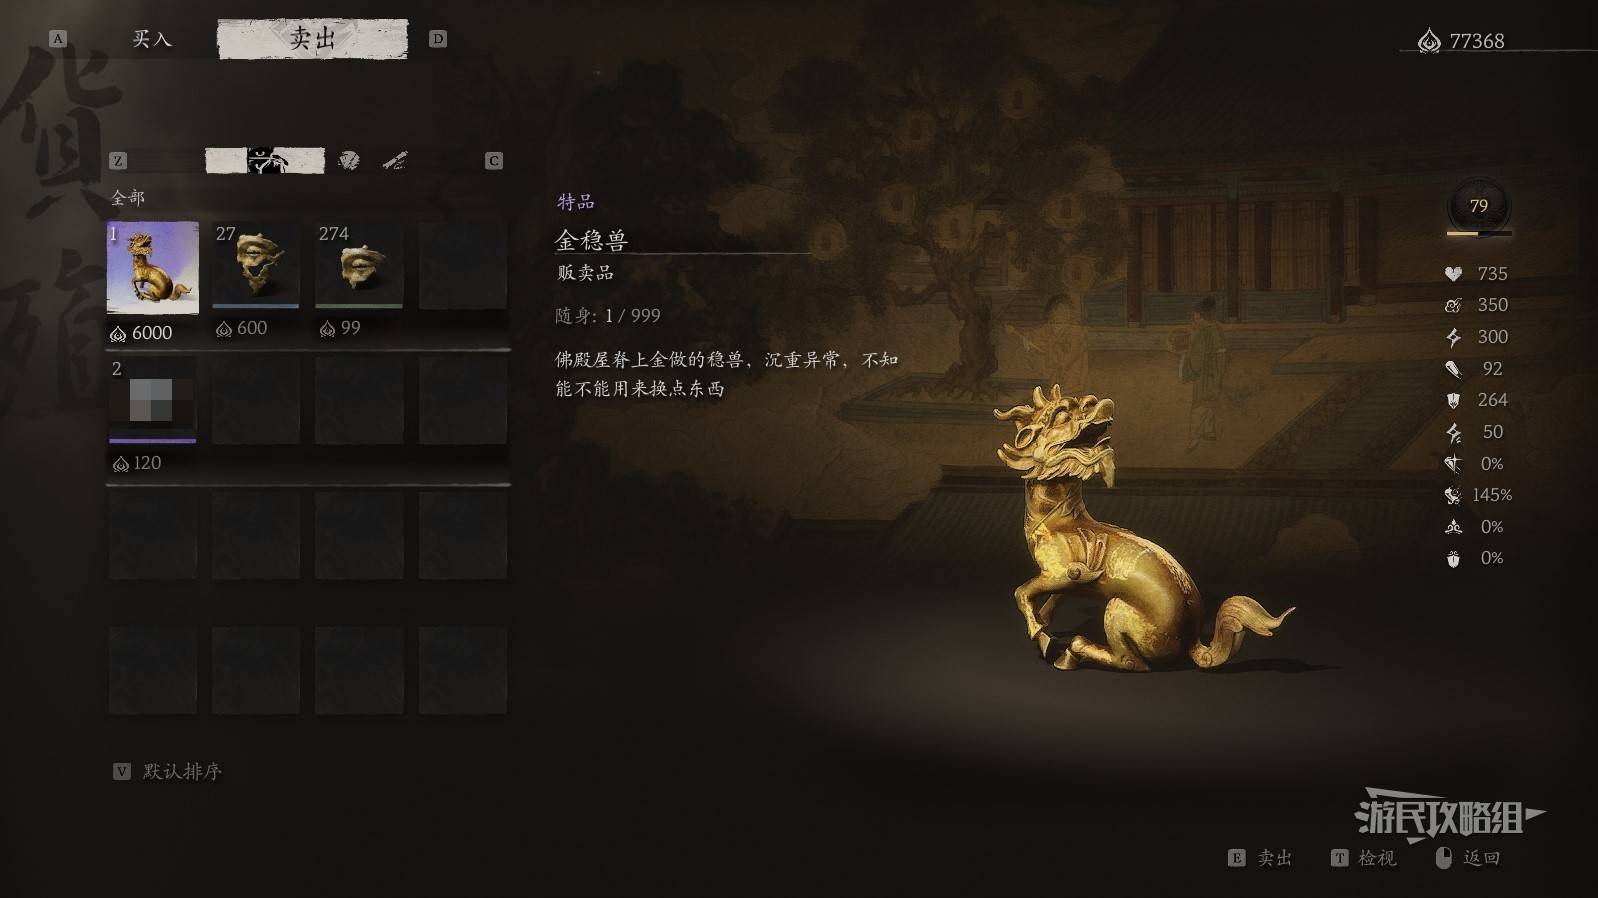 A
买入
卖出
D
77368
货殖
Z
C
全部
1
27
274
6000
600
99
2
120
特品
金稳兽
贩卖品
随身: 1 / 999
佛殿屋脊上金做的稳兽，沉重异常，不知
能不能用来换点东西
79
735
350
300
92
264
50
0%
145%
0%
0%
V 默认排序
游民攻略组
E 卖出
T 检视
返回